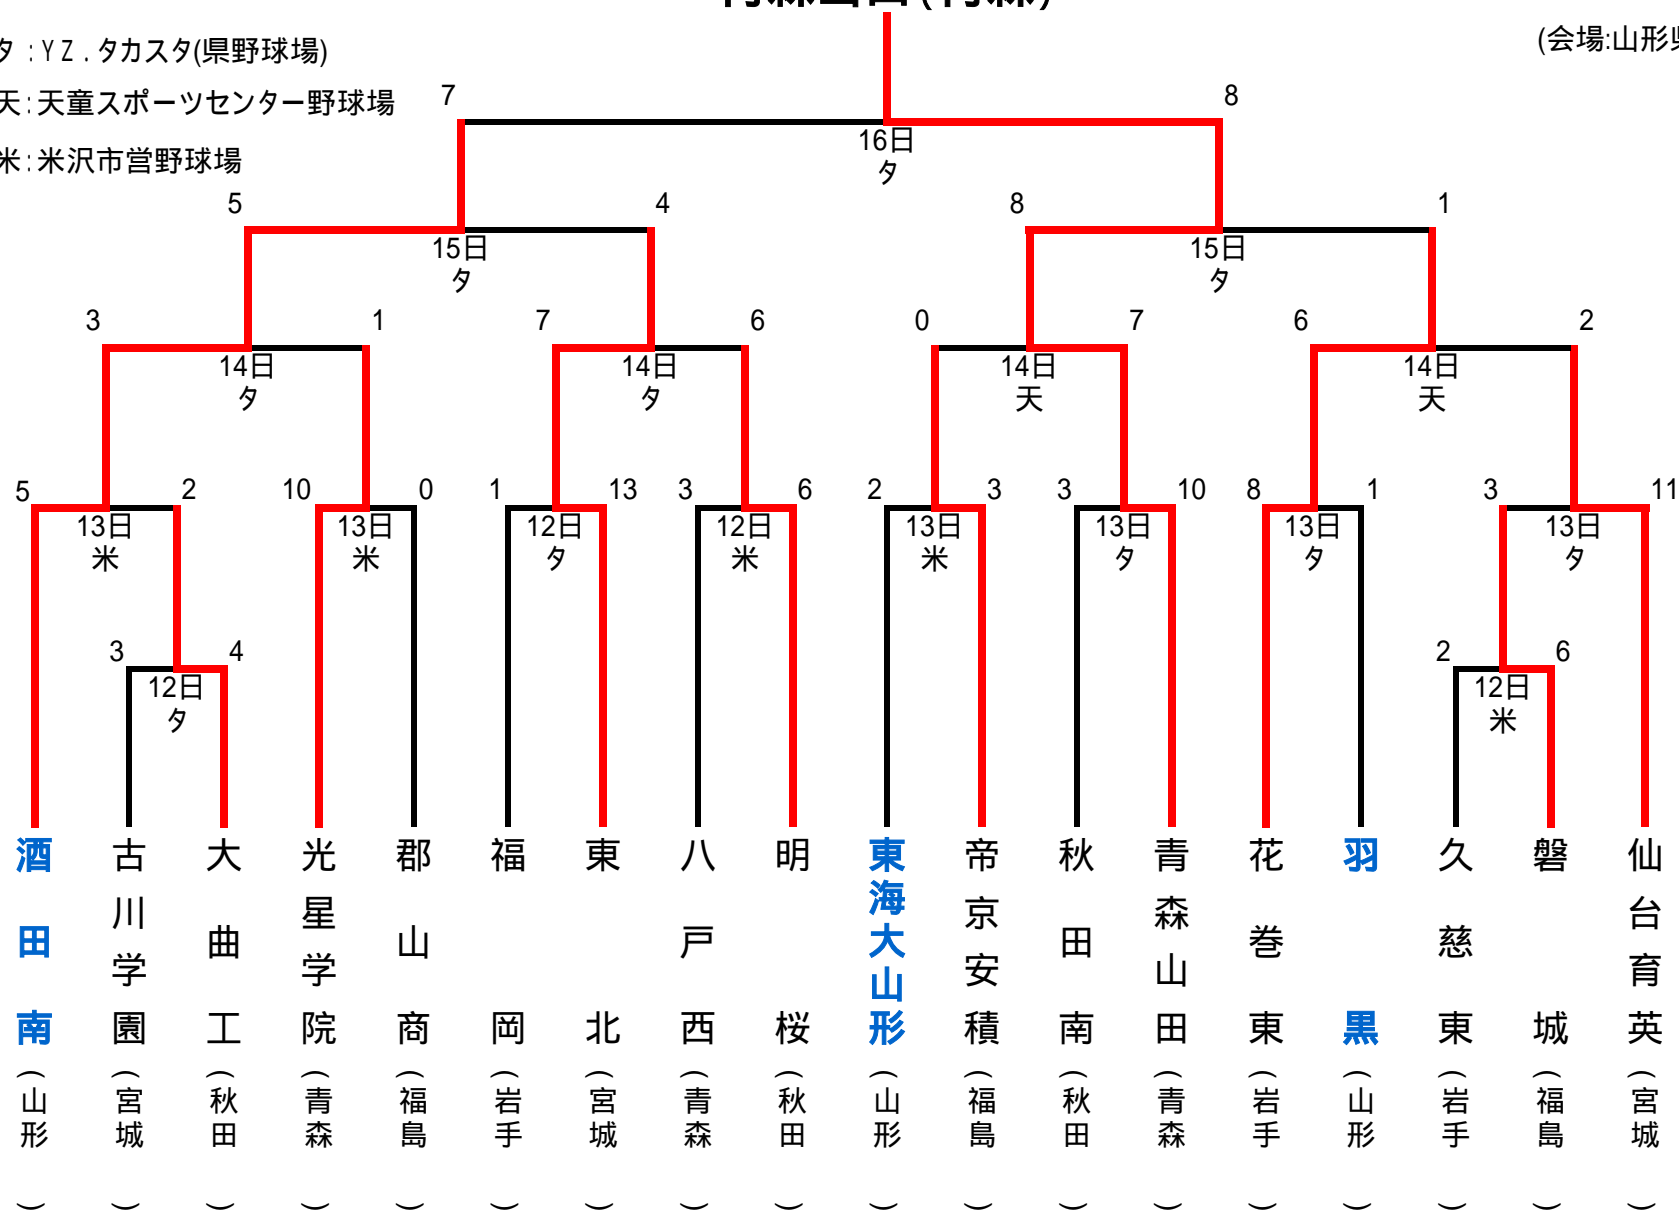 青森山田(青森)
タ:YZ.タカスタ(県野球場)
(会場:山形県
天:天童スポーツセンター野球場
米:米沢市営野球場
7
8
16日
タ
5
4
8
1
15日
タ
15日
タ
3
1
7
6
0
7
6
2
14日
タ
14日
タ
14日
天
14日
天
5
2
10
0
1
13
3
6
2
3
3
10
8
1
3
11
13日
米
13日
米
12日
タ
12日
米
13日
米
13日
タ
13日
タ
13日
タ
3
4
2
6
12日
タ
12日
米
酒田南(山形)
古川学園(宮城)
大曲工(秋田)
光星学院(青森)
郡山商(福島)
福岡(岩手)
東北(宮城)
八戸西(青森)
明桜(秋田)
東海大山形(山形)
帝京安積(福島)
秋田南(秋田)
青森山田(青森)
花巻東(岩手)
羽黒(山形)
久慈東(岩手)
磐城(福島)
仙台育英(宮城)